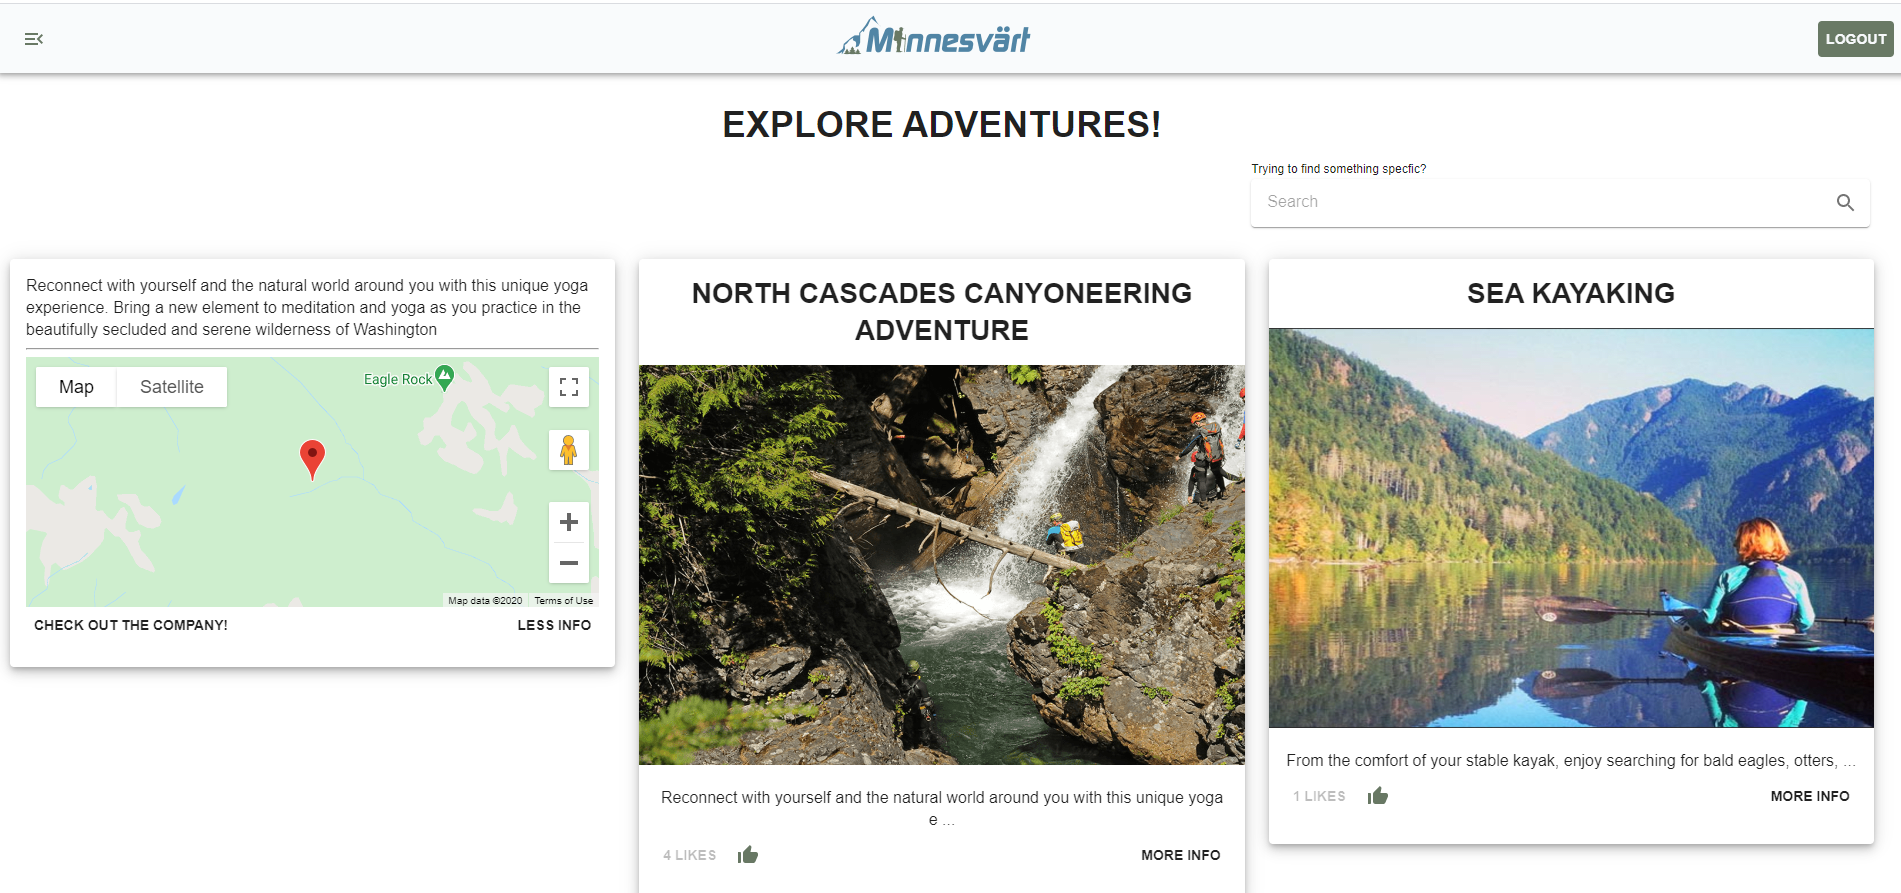 Minnesvärt
LOGOUT
EXPLORE ADVENTURES!
Trying to find something specfic?
Search
Reconnect with yourself and the natural world around you with this unique yoga
experience. Bring a new element to meditation and yoga as you practice in the
beautifully secluded and serene wilderness of Washington
Map
Satellite
Eagle Rock
Map data ©2020
Terms of Use
CHECK OUT THE COMPANY!
LESS INFO
NORTH CASCADES CANYONEERING
ADVENTURE
Reconnect with yourself and the natural world around you with this unique yoga
e ...
4 LIKES
MORE INFO
SEA KAYAKING
From the comfort of your stable kayak, enjoy searching for bald eagles, otters, ...
1 LIKES
MORE INFO